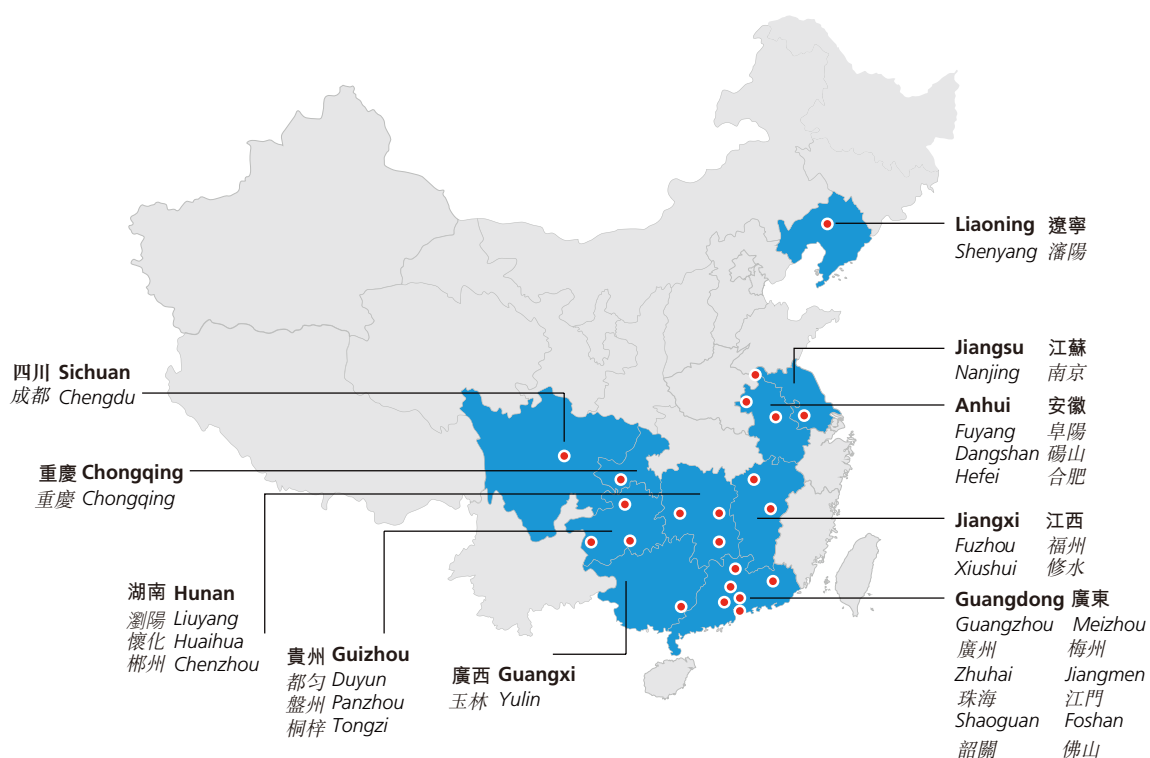 Liaoning 遼寧
Shenyang 瀋陽
Jiangsu 江蘇
Nanjing 南京
Anhui 安徽
Fuyang 阜陽
Dangshan 碭山
Hefei 合肥
Jiangxi 江西
Fuzhou 福州
Xiushui 修水
Guangdong 廣東
Guangzhou Meizhou
廣州 梅州
Zhuhai Jiangmen
珠海 江門
Shaoguan Foshan
韶關 佛山
四川 Sichuan
成都 Chengdu
重慶 Chongqing
重慶 Chongqing
湖南 Hunan
瀏陽 Liuyang
懷化 Huaihua
郴州 Chenzhou
貴州 Guizhou
都勻 Duyun
盤州 Panzhou
桐梓 Tongzi
廣西 Guangxi
玉林 Yulin